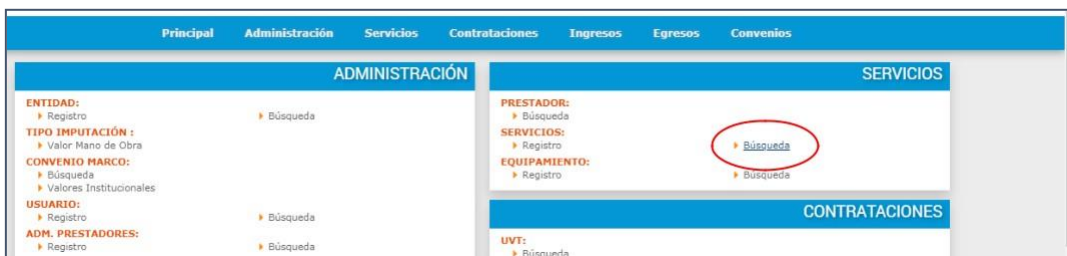 Principal Administración Servicios Contrataciones Ingresos Egresos Convenios
ADMINISTRACIÓN
ENTIDAD:
Registro Búsqueda
TIPO IMPUTACIÓN :
Valor Mano de Obra
CONVENIO MARCO:
Búsqueda
Valores Institucionales
USUARIO:
Registro Búsqueda
ADM. PRESTADORES:
Registro Búsqueda
SERVICIOS
PRESTADOR:
Búsqueda
SERVICIOS:
Registro Búsqueda
EQUIPAMIENTO:
Registro Búsqueda
CONTRATACIONES
UVT:
Búsqueda